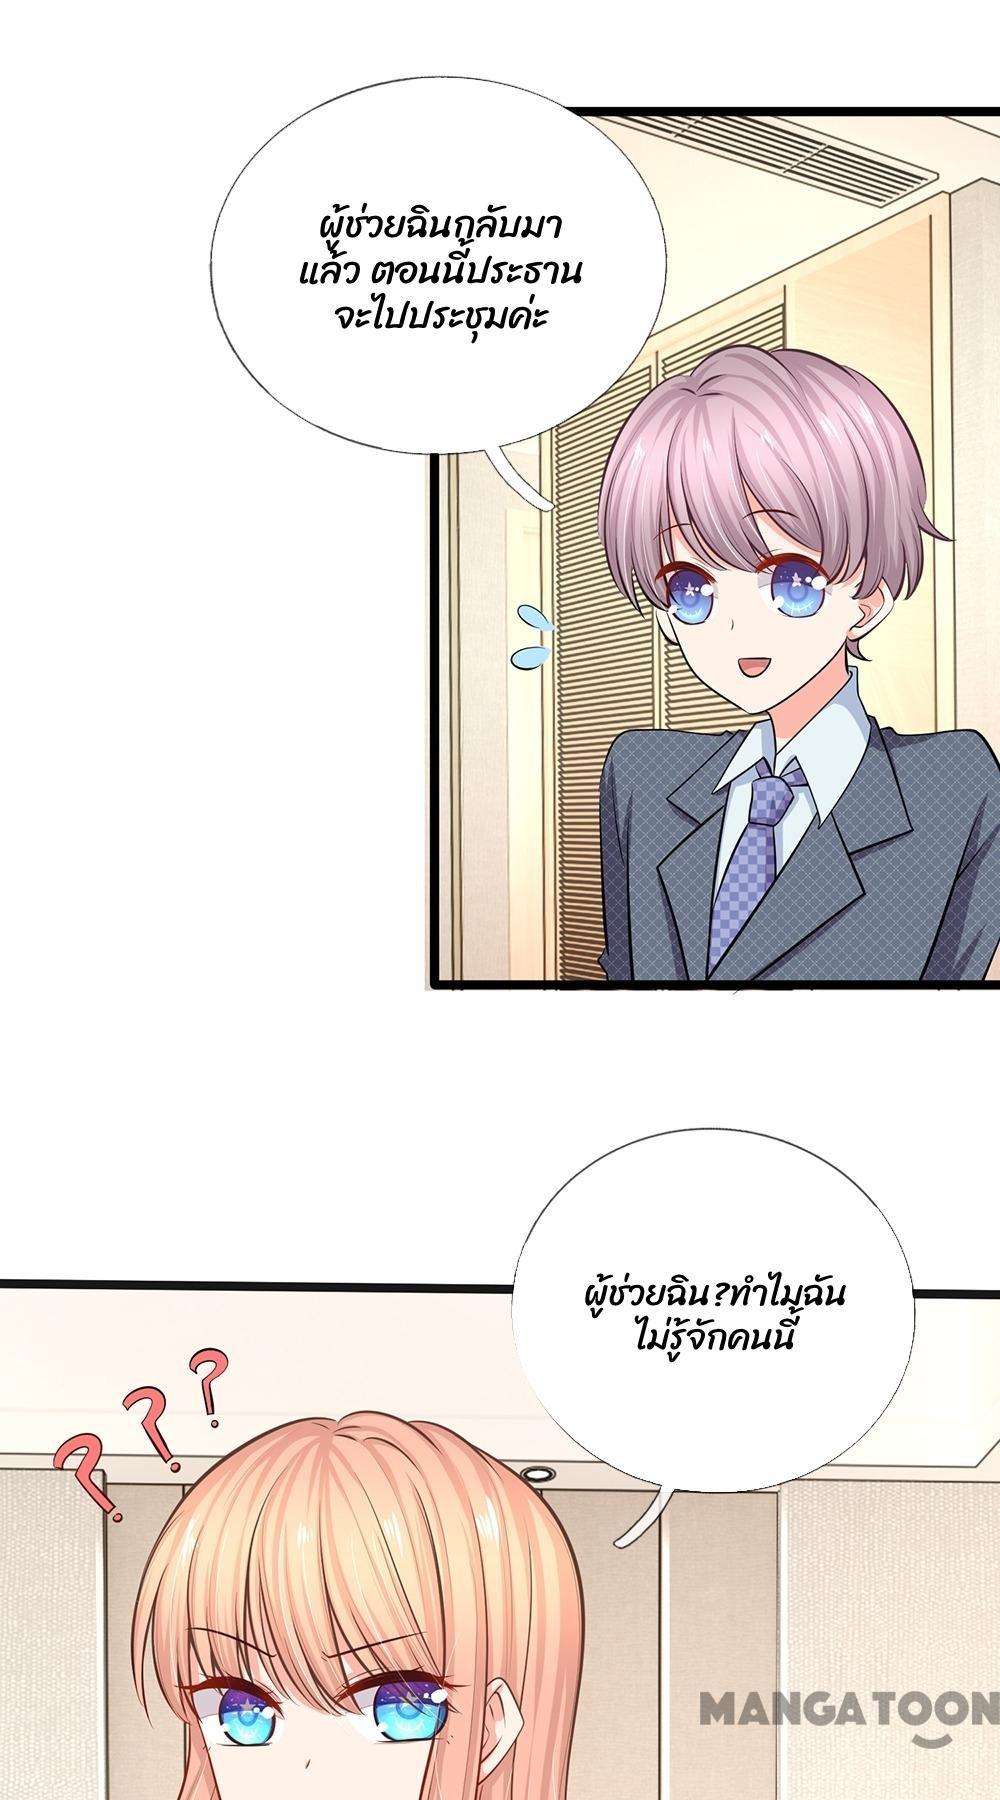 ผู้ช่วยฉินกลับมา
แล้ว ตอนนี้ประธาน
จะไปประชุมค่ะ
ผู้ช่วยฉิน?ทำไมฉัน
ไม่รู้จักคนนี้
? ? ?
MANGATOON